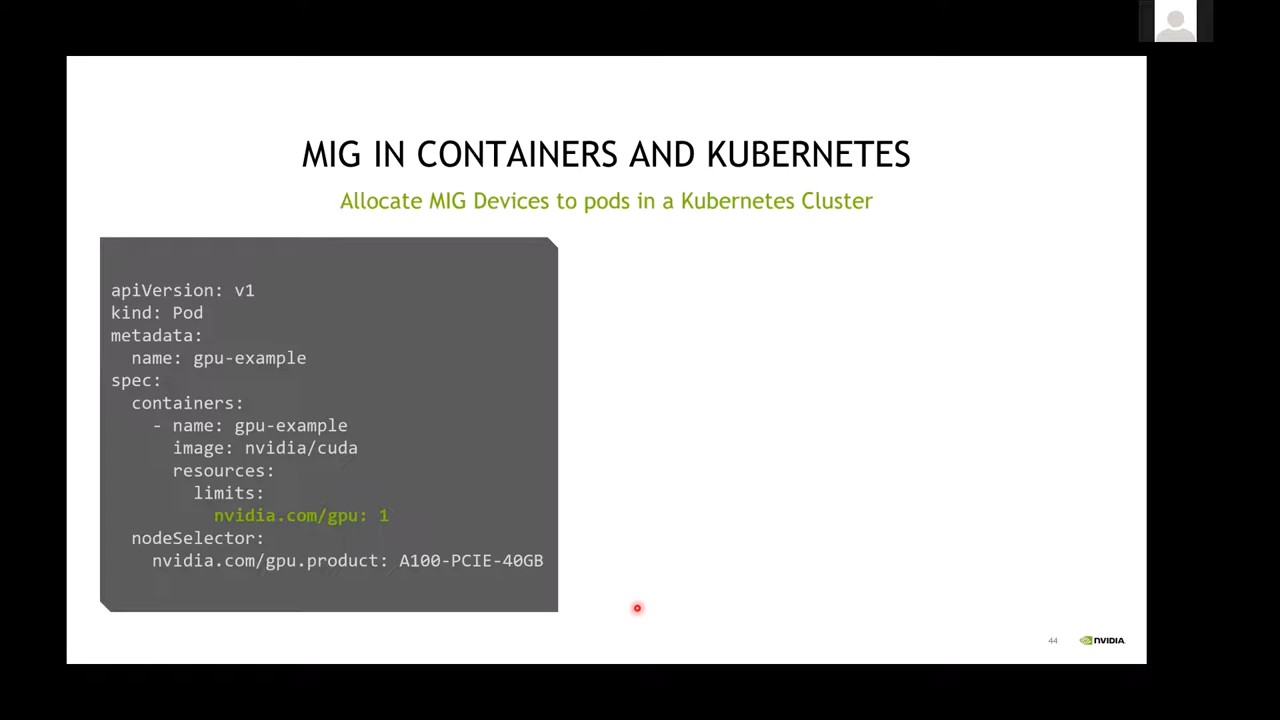 MIG IN CONTAINERS AND KUBERNETES
Allocate MIG Devices to pods in a Kubernetes Cluster
apiVersion: v1
kind: Pod
metadata:
  name: gpu-example
spec:
  containers:
    - name: gpu-example
      image: nvidia/cuda
      resources:
        limits:
          nvidia.com/gpu: 1
  nodeSelector:
    nvidia.com/gpu.product: A100-PCIE-40GB
44
NVIDIA